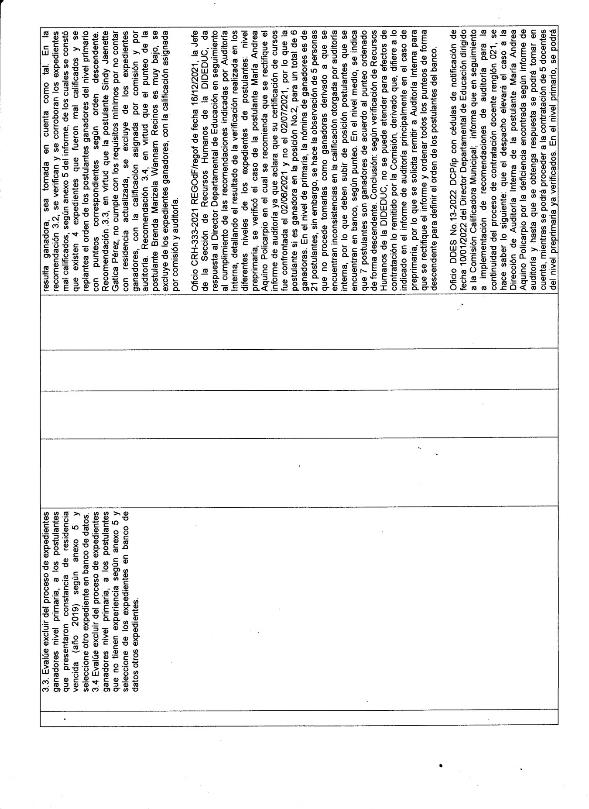 3.3. Evalúe excluir del proceso de expedientes
ganadores nivel primaria, a los postulantes
que presentaron constancia de residencia
vencida (año 2019) según anexo 5 y
seleccione otro expediente en banco de datos.
3.4 Evalúe excluir del proceso de expedientes
ganadores nivel primaria, a los postulantes
que no tienen experiencia según anexo 5 y
seleccione de los expedientes en banco de
datos otros expedientes.
resulta ganadora, sea tomada en cuenta como tal. En la
recomendación 3.2, se verifican y se corroboran los expedientes
mal calificados, según anexo 5 del informe, de los cuales se constó
que existen 4 expedientes que fueron mal calificados y se
replantea el orden de los postulantes ganadores del nivel primario
con punteos correspondientes según orden descendente.
Recomendación 3.3, en virtud que la postulante Sindy Jaenette
Gatica Pérez, no cumple con los requisitos mínimos por no contar
con residencia actualizada, se excluye de los expedientes
ganadores, con la calificación asignada por comisión y por
auditoría. Recomendación 3.4, en virtud que el punteo de la
postulante Brenda Marizela Mamani Recinos es muy bajo, se
excluye de los expedientes ganadores, con la calificación asignada
por comisión y auditoría.
Oficio CRH-333-2021 REGOdF/regof de fecha 16/12/2021, la Jefe
de la Sección de Recursos Humanos de la DIDEDUC, da
respuesta al Director Departamental de Educación en seguimiento
al cumplimiento de las recomendaciones indicadas por Auditoría
Interna, detallando el resultado de la verificación realizada en los
diferentes niveles de los expedientes de postulantes nivel
preprimaria, se verificó el caso de la postulante María Andrea
Aquino Policarpio en el cual se recomienda que se rectifique el
informe de auditoría ya que aclara que su certificación de cursos
fue confrontada el 02/06/2021 y no el 02/07/2021, por lo que la
postulante si es ganadora en la posición No.2, para un total de 6
ganadoras. En el nivel de primaria, la nómina de ganadores es de
21 postulantes, sin embargo, se hace la observación de 5 personas
que no procede tomarlas como ganadoras, derivado a que se
encuentran inconsistencias en la calificación otorgada por auditoría
interna, por lo que deben subir de posición postulantes que se
encuentran en banco, según punteo. En el nivel medio, se indica
que 7 postulantes son ganadores de acuerdo al punteo ordenado
de forma descendente. Conclusión: según verificación de Recursos
Humanos de la DIDEDUC, no se puede atender para efectos de
contratación lo remitido por la Comisión, derivado que, difiere a lo
indicado en el informe de auditoría principalmente en el caso de
preprimaria, por lo que se solicita remitir a Auditoría Interna para
que se rectifique el informe y ordenar todos los punteos de forma
descendente para definir el orden de los postulantes del banco.
Oficio DDES No.13-2022 DCP/lip con cédulas de notificación de
fecha 10/01/2022 el Director Departamental de Educación dirigido
a la Comisión Calificadora Municipal, informa que en seguimiento
a implementación de recomendaciones de auditoría para la
continuidad del proceso de contratación docente renglón 021, se
hace saber lo siguiente: que el despacho elevará el caso a la
Dirección de Auditoría Interna de la postulante María Andrea
Aquino Policarpio por la deficiencia encontrada según informe de
auditoría y hasta que se obtenga respuesta se podrá tomar en
cuenta, mientras se podrá proceder a la contratación de 5 docentes
del nivel preprimaria ya verificados. En el nivel primario, se podrá